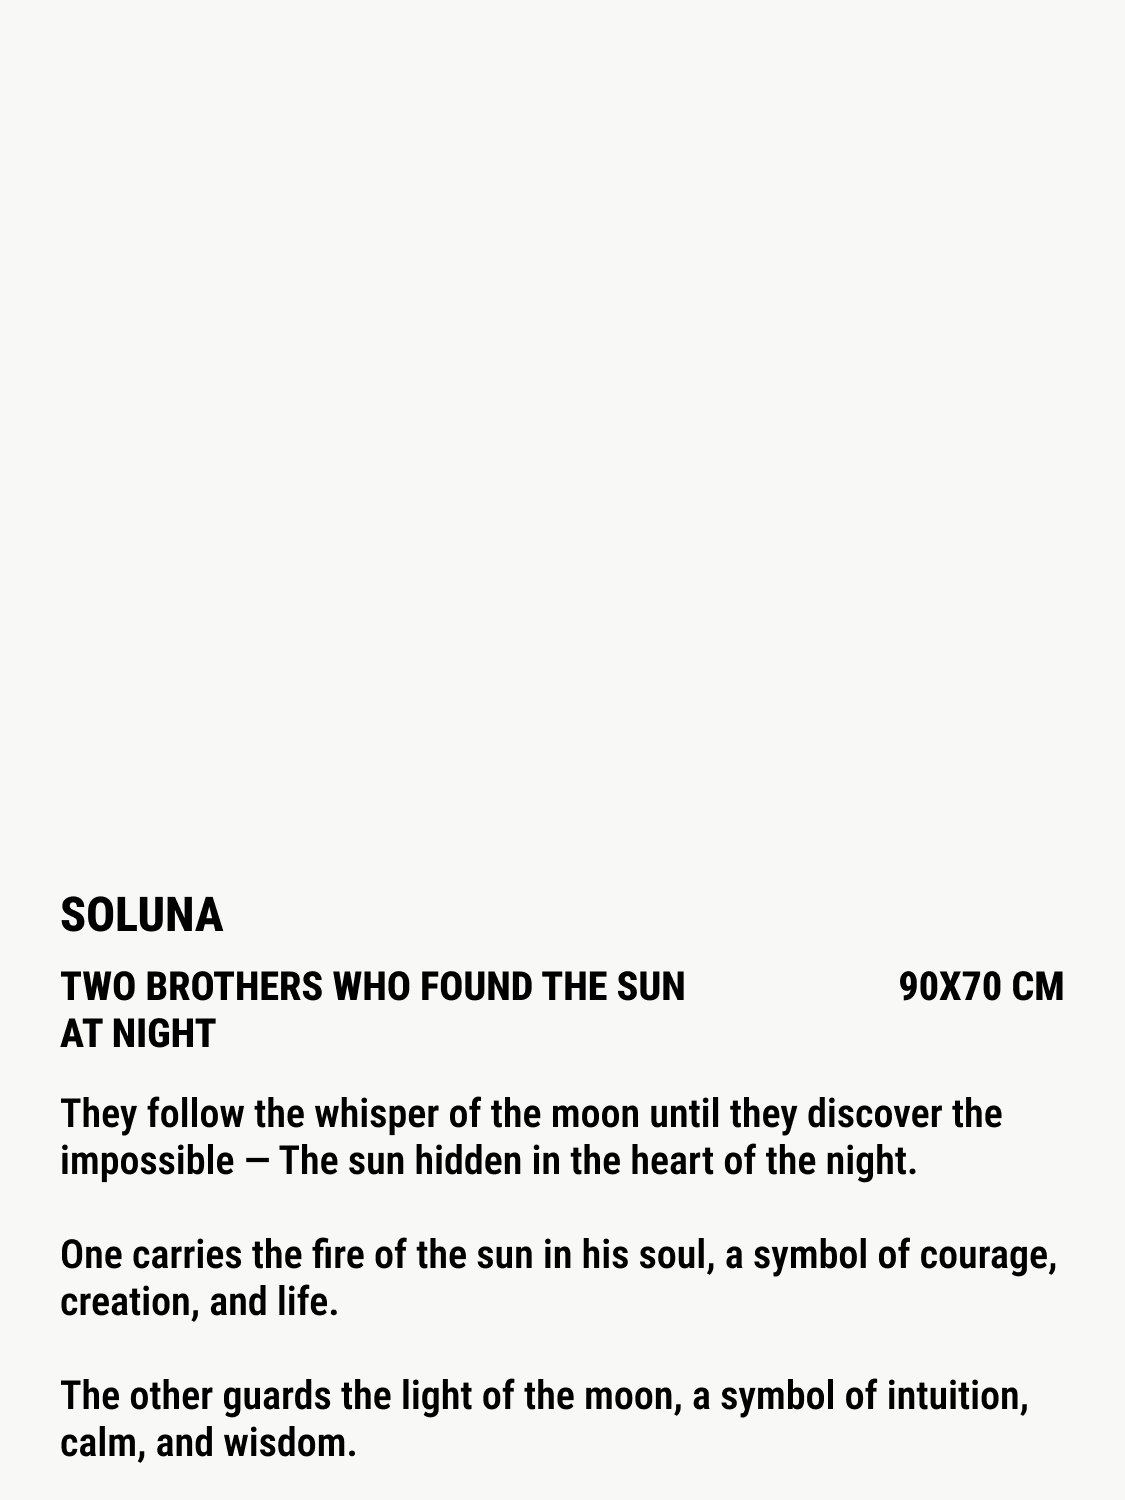 SOLUNA
TWO BROTHERS WHO FOUND THE SUN 90X70 CM
AT NIGHT
They follow the whisper of the moon until they discover the
impossible — The sun hidden in the heart of the night.
One carries the fire of the sun in his soul, a symbol of courage,
creation, and life.
The other guards the light of the moon, a symbol of intuition,
calm, and wisdom.